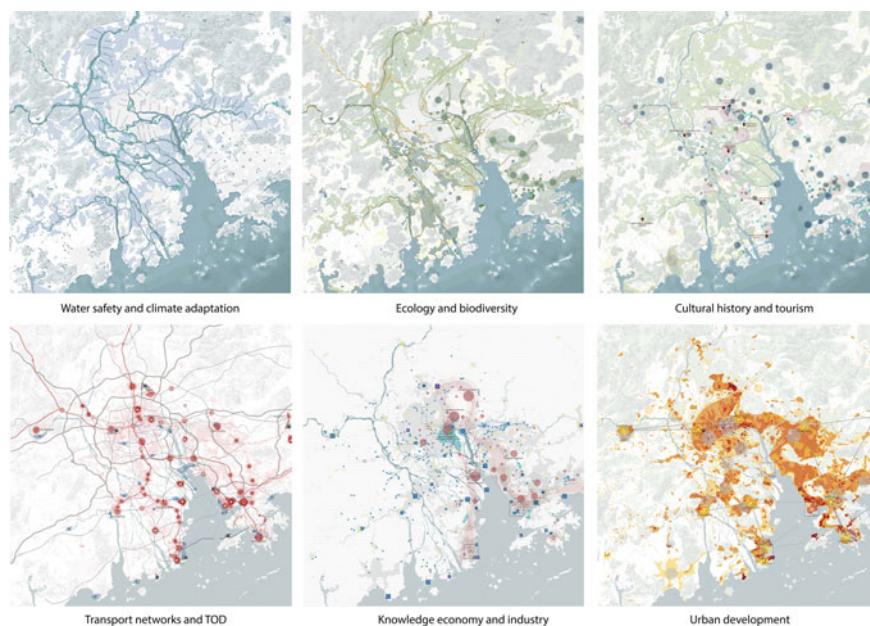 Water safety and climate adaptation
Ecology and biodiversity
Cultural history and tourism
Transport networks and TOD
Knowledge economy and industry
Urban development